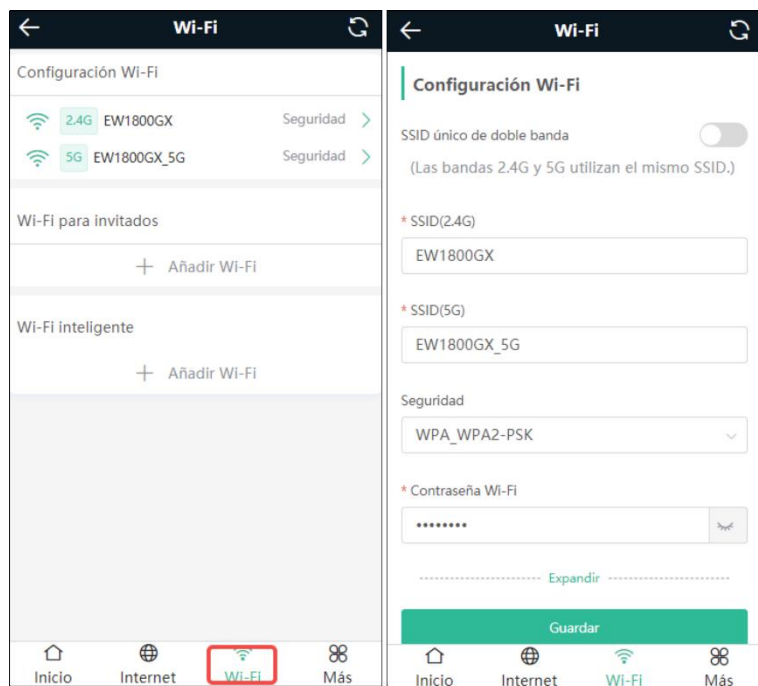 Wi-Fi
Configuración Wi-Fi
2.4G EW1800GX Seguridad
5G EW1800GX_5G Seguridad
Wi-Fi para invitados
+ Añadir Wi-Fi
Wi-Fi inteligente
+ Añadir Wi-Fi
Inicio Internet Wi-Fi Más
Wi-Fi
Configuración Wi-Fi
SSID único de doble banda
(Las bandas 2.4G y 5G utilizan el mismo SSID.)
* SSID(2.4G)
EW1800GX
* SSID(5G)
EW1800GX_5G
Seguridad
WPA_WPA2-PSK
* Contraseña Wi-Fi
••••••••
Expandir
Guardar
Inicio Internet Wi-Fi Más